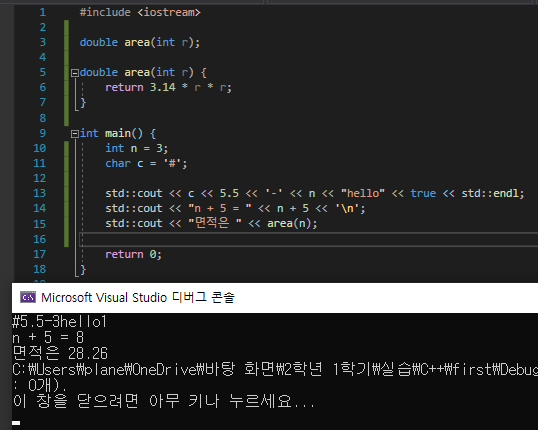 1 #include <iostream>
2
3 double area(int r);
4
5 double area(int r) {
6 return 3.14 * r * r;
7 }
8
9 int main() {
10 int n = 3;
11 char c = '#';
12
13 std::cout << c << 5.5 << '-' << n << "hello" << true << std::endl;
14 std::cout << "n + 5 = " << n + 5 << '\n';
15 std::cout << "면적은 " << area(n);
16
17 return 0;
18 }
C:\ Microsoft Visual Studio 디버그 콘솔
#5.5-3hello1
n + 5 = 8
면적은 28.26
C:₩Users₩plane₩OneDrive₩바탕 화면₩2학년 1학기₩실습₩C++₩first₩Debug
: 0개).
이 창을 닫으려면 아무 키나 누르세요...